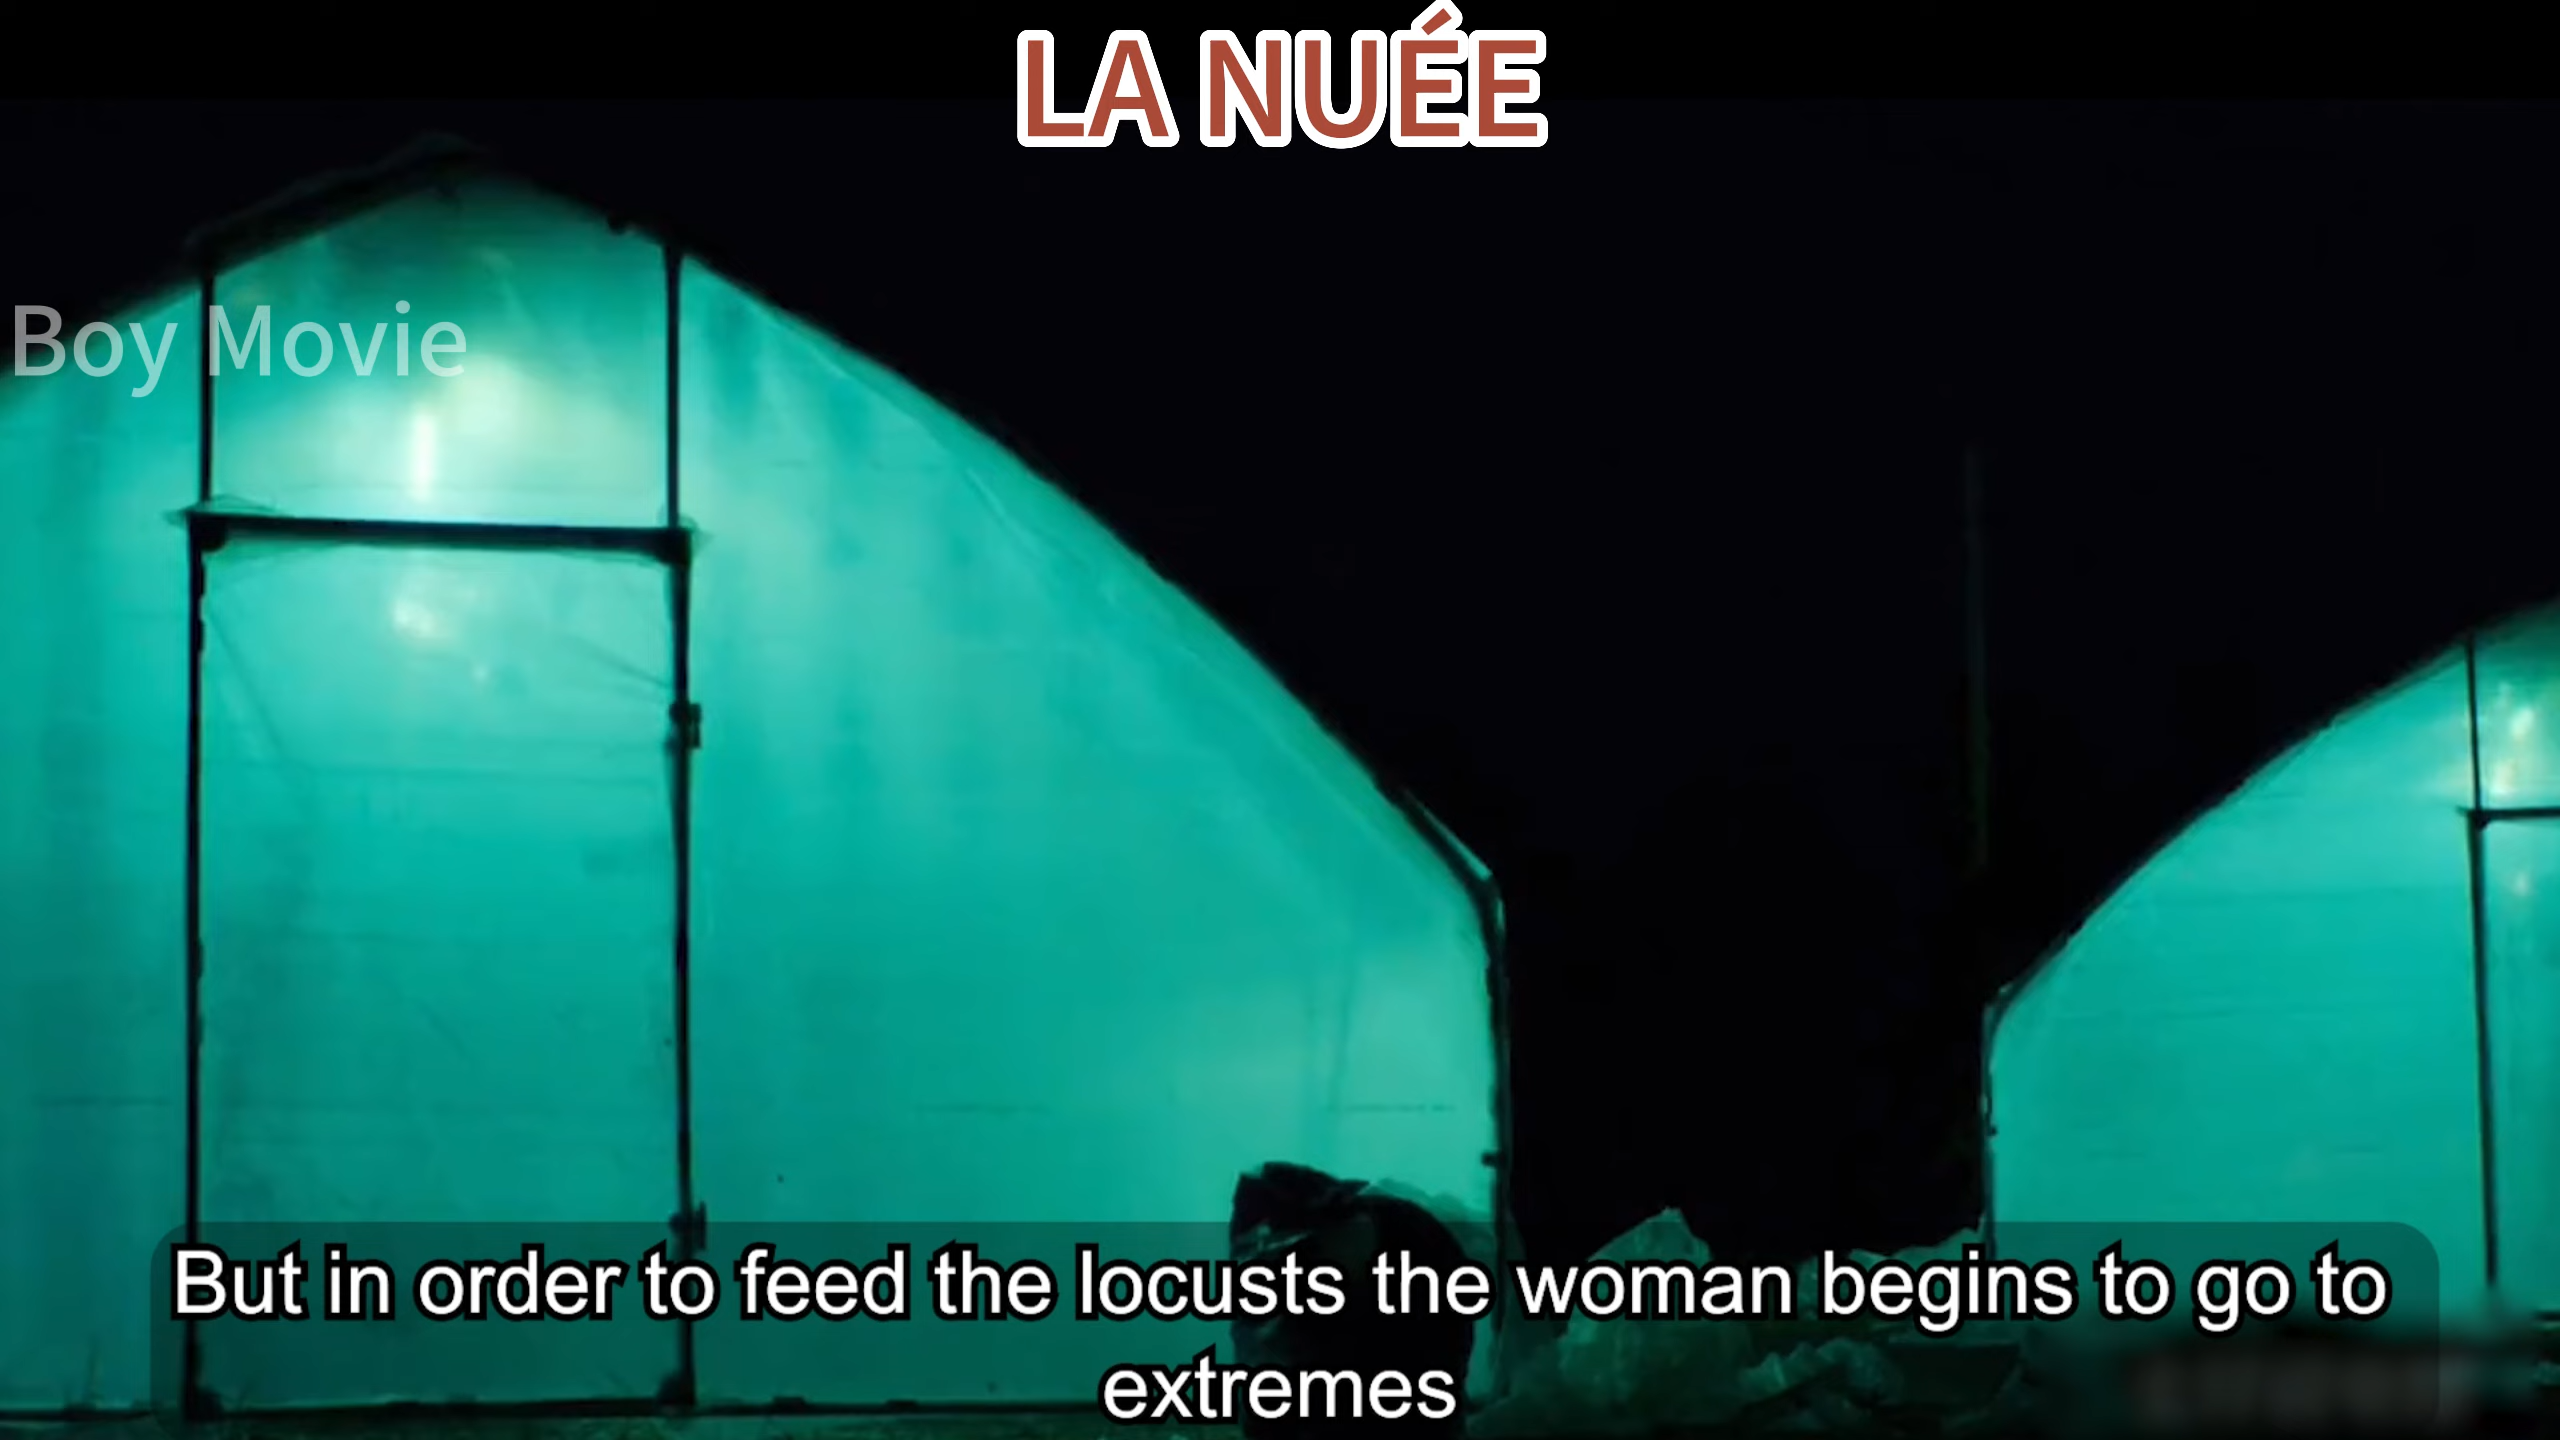 LA NUÉE
Boy Movie
But in order to feed the locusts the woman begins to go to
extremes